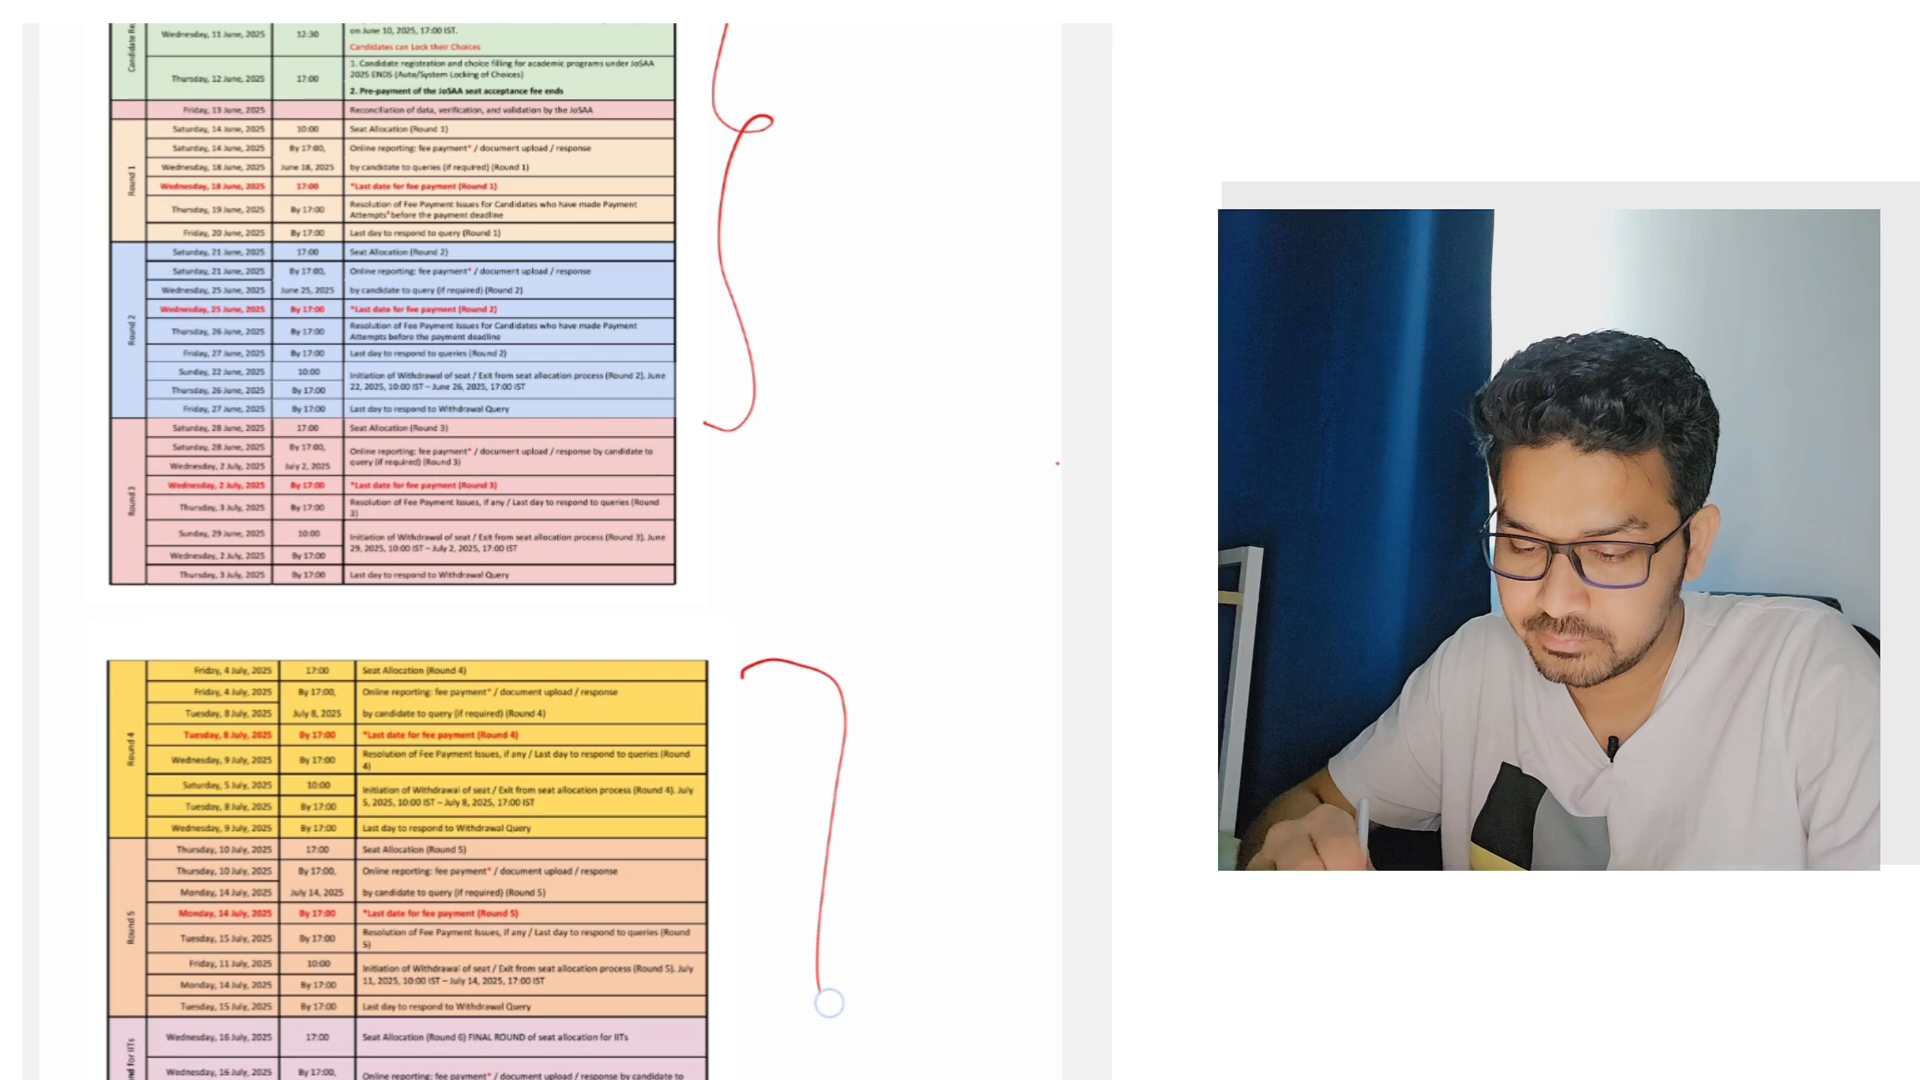 Candidate Re
Wednesday, 11 June, 2025 12:30 on June 10, 2025, 17:00 IST.
Candidates can Lock their Choices
Thursday, 12 June, 2025 17:00 1. Candidate registration and choice filling for academic programs under JoSAA
2025 ENDS (Auto/System Locking of Choices)
2. Pre-payment of the JoSAA seat acceptance fee ends
Friday, 13 June, 2025 Reconciliation of data, verification, and validation by the JoSAA
Round 1
Saturday, 14 June, 2025 10:00 Seat Allocation (Round 1)
Saturday, 14 June, 2025 By 17:00, Online reporting: fee payment* / document upload / response
Wednesday, 18 June, 2025 June 18, 2025 by candidate to queries (if required) (Round 1)
Wednesday, 18 June, 2025 17:00 *Last date for fee payment (Round 1)
Thursday, 19 June, 2025 By 17:00 Resolution of Fee Payment Issues for Candidates who have made Payment
Attempts*before the payment deadline
Friday, 20 June, 2025 By 17:00 Last day to respond to query (Round 1)
Round 2
Saturday, 21 June, 2025 17:00 Seat Allocation (Round 2)
Saturday, 21 June, 2025 By 17:00, Online reporting: fee payment* / document upload / response
Wednesday, 25 June, 2025 June 25, 2025 by candidate to query (if required) (Round 2)
Wednesday, 25 June, 2025 By 17:00 *Last date for fee payment (Round 2)
Thursday, 26 June, 2025 By 17:00 Resolution of Fee Payment Issues for Candidates who have made Payment
Attempts before the payment deadline
Friday, 27 June, 2025 By 17:00 Last day to respond to queries (Round 2)
Sunday, 22 June, 2025 10:00 Initiation of Withdrawal of seat / Exit from seat allocation process (Round 2). June
Thursday, 26 June, 2025 By 17:00 22, 2025, 10:00 IST – June 26, 2025, 17:00 IST
Friday, 27 June, 2025 By 17:00 Last day to respond to Withdrawal Query
Round 3
Saturday, 28 June, 2025 17:00 Seat Allocation (Round 3)
Saturday, 28 June, 2025 By 17:00, Online reporting: fee payment* / document upload / response by candidate to
Wednesday, 2 July, 2025 July 2, 2025 query (if required) (Round 3)
Wednesday, 2 July, 2025 By 17:00 *Last date for fee payment (Round 3)
Thursday, 3 July, 2025 By 17:00 Resolution of Fee Payment Issues, if any / Last day to respond to queries (Round
3)
Sunday, 29 June, 2025 10:00 Initiation of Withdrawal of seat / Exit from seat allocation process (Round 3). June
Wednesday, 2 July, 2025 By 17:00 29, 2025, 10:00 IST – July 2, 2025, 17:00 IST
Thursday, 3 July, 2025 By 17:00 Last day to respond to Withdrawal Query
Round 4
Friday, 4 July, 2025 17:00 Seat Allocation (Round 4)
Friday, 4 July, 2025 By 17:00, Online reporting: fee payment* / document upload / response
Tuesday, 8 July, 2025 July 8, 2025 by candidate to query (if required) (Round 4)
Tuesday, 8 July, 2025 By 17:00 *Last date for fee payment (Round 4)
Wednesday, 9 July, 2025 By 17:00 Resolution of Fee Payment Issues, if any / Last day to respond to queries (Round
4)
Saturday, 5 July, 2025 10:00 Initiation of Withdrawal of seat / Exit from seat allocation process (Round 4). July
Tuesday, 8 July, 2025 By 17:00 5, 2025, 10:00 IST – July 8, 2025, 17:00 IST
Wednesday, 9 July, 2025 By 17:00 Last day to respond to Withdrawal Query
Round 5
Thursday, 10 July, 2025 17:00 Seat Allocation (Round 5)
Thursday, 10 July, 2025 By 17:00, Online reporting: fee payment* / document upload / response
Monday, 14 July, 2025 July 14, 2025 by candidate to query (if required) (Round 5)
Monday, 14 July, 2025 By 17:00 *Last date for fee payment (Round 5)
Tuesday, 15 July, 2025 By 17:00 Resolution of Fee Payment Issues, if any / Last day to respond to queries (Round
5)
Friday, 11 July, 2025 10:00 Initiation of Withdrawal of seat / Exit from seat allocation process (Round 5). July
Monday, 14 July, 2025 By 17:00 11, 2025, 10:00 IST – July 14, 2025, 17:00 IST
Tuesday, 15 July, 2025 By 17:00 Last day to respond to Withdrawal Query
nd for IITs
Wednesday, 16 July, 2025 17:00 Seat Allocation (Round 6) FINAL ROUND of seat allocation for IITs
Wednesday, 16 July, 2025 By 17:00, Online reporting: fee payment* / document upload / response by candidate to